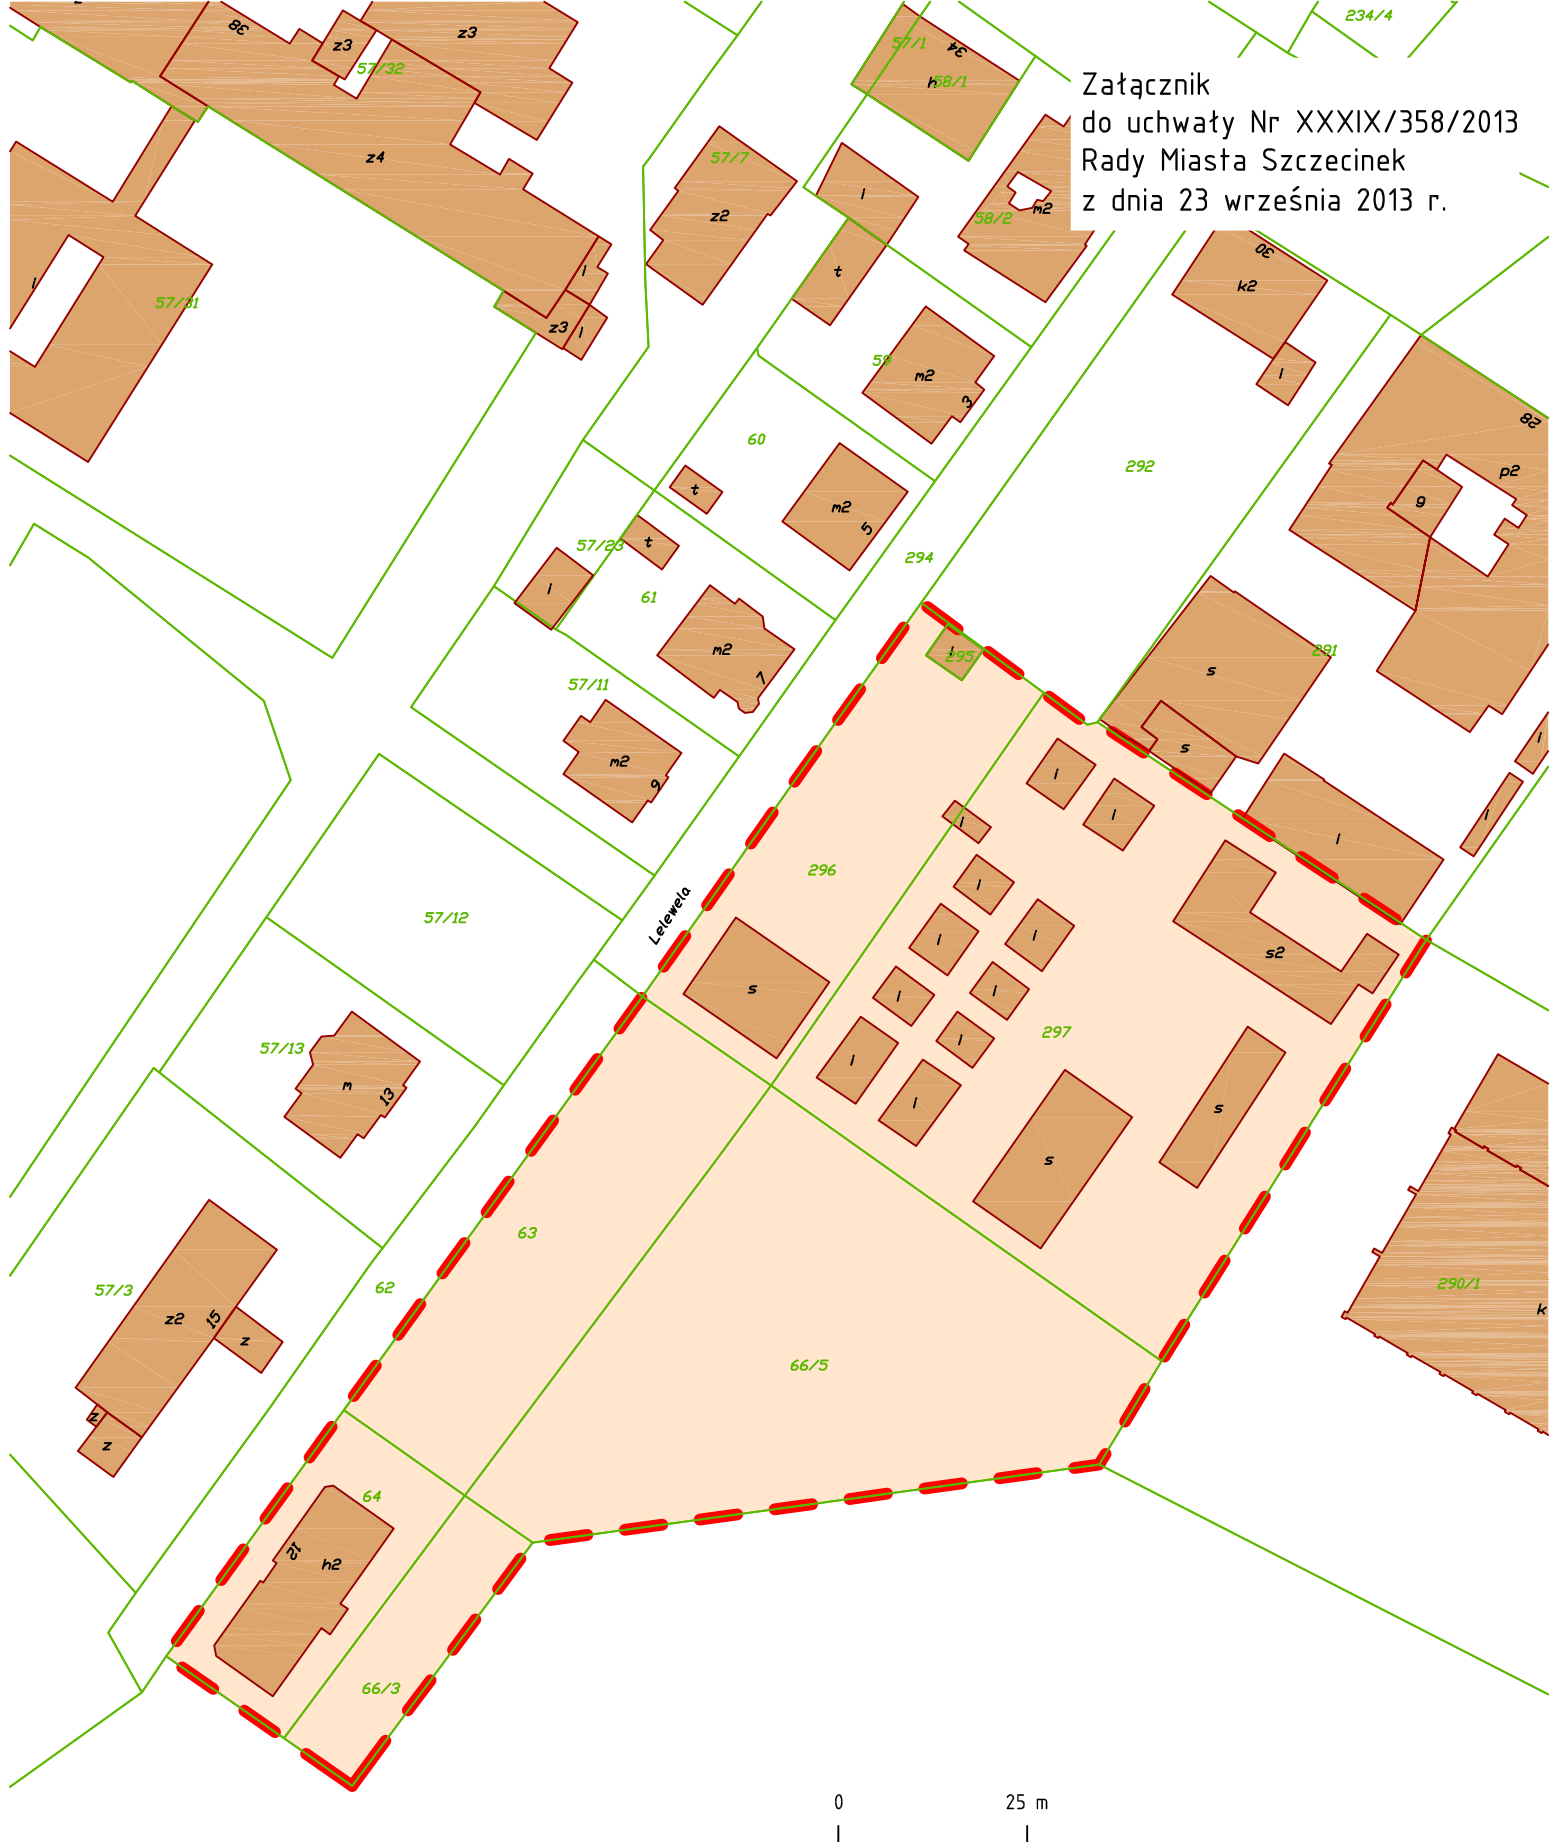 Załącznik
do uchwały Nr XXXIX/358/2013
Rady Miasta Szczecinek
z dnia 23 września 2013 r.
234/4
38
z3
z3
57/32
57/1
34
h
58/1
z4
57/7
z2
l
58/2
m2
t
30
k2
l
57/31
l
z3
l
l
59
m2
3
28
p2
9
60
292
t
m2
5
57/23
t
294
l
61
m2
7
l
295
s
291
57/11
m2
9
s
l
l
l
l
l
l
296
l
57/12
Lelewela
l
l
l
s2
s
l
l
297
57/13
l
l
m
13
l
s
s
63
62
57/3
z2
15
z
290/1
k
66/5
z
z
64
12
h2
66/3
0 25 m